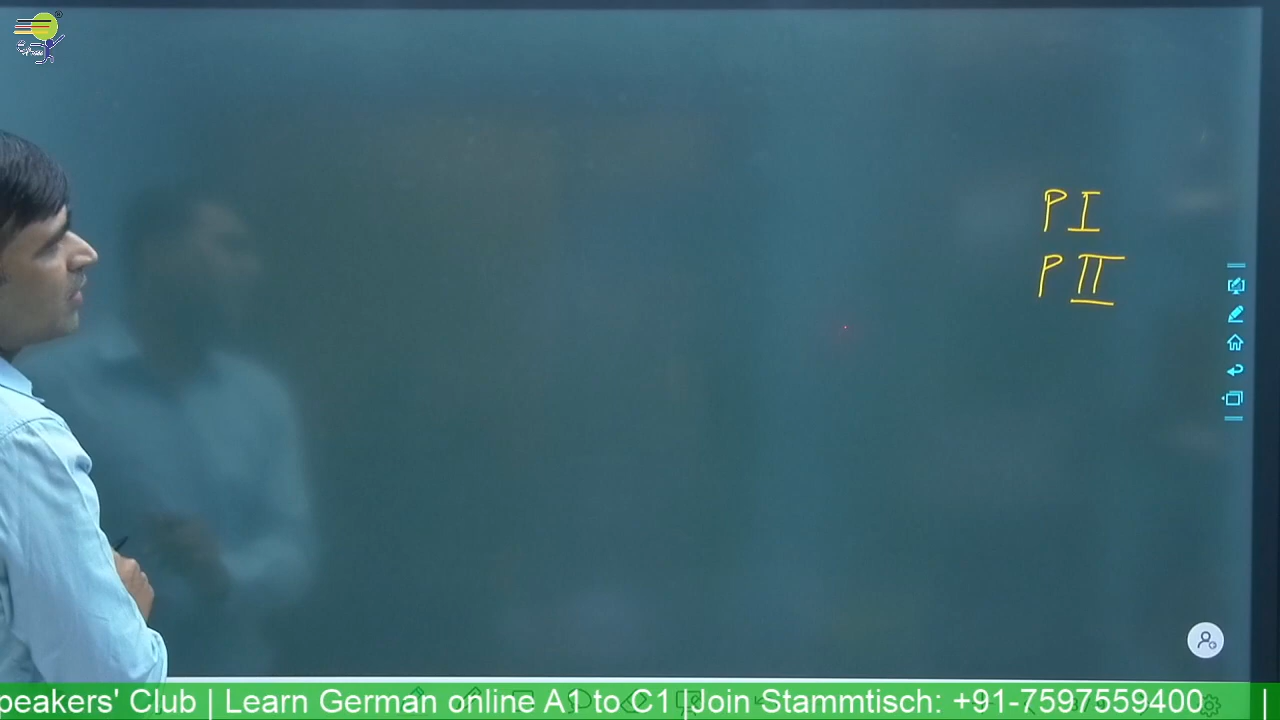 P I
P II
peakers' Club | Learn German online A1 to C1 | Join Stammtisch: +91-7597559400 |